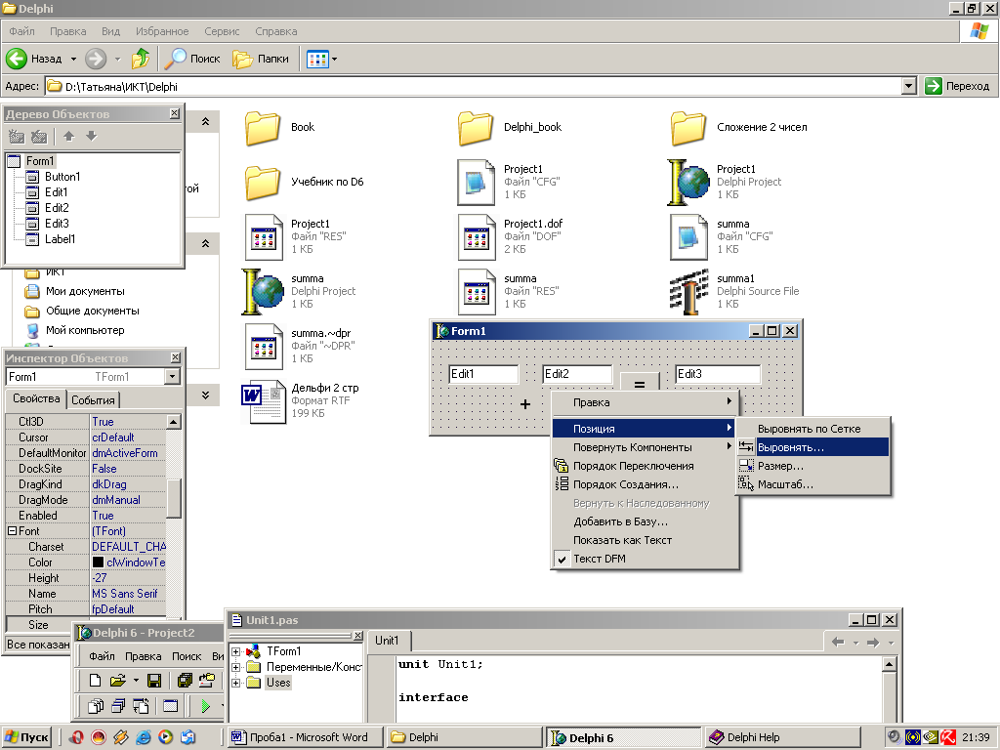 Delphi
Файл Правка Вид Избранное Сервис Справка
Назад Поиск Папки
Адрес: D:\Татьяна\ИКТ\Delphi Переход
Дерево Объектов
Form1
Button1
Edit1
Edit2
Edit3
Label1
ой
ИКТ
Мои документы
Общие документы
Мой компьютер
Book
Delphi_book
Сложение 2 чисел
Учебник по D6
Project1
Файл "CFG"
1 КБ
Project1
Delphi Project
1 КБ
Project1
Файл "RES"
1 КБ
Project1.dof
Файл "DOF"
2 КБ
summa
Файл "CFG"
1 КБ
summa
Delphi Project
1 КБ
summa
Файл "RES"
1 КБ
summa1
Delphi Source File
1 КБ
summa.~dpr
Файл "~DPR"
1 КБ
Дельфи 2 стр
Формат RTF
199 КБ
Form1
Edit1 + Edit2 = Edit3
Правка
Позиция
Повернуть Компоненты
Порядок Переключения
Порядок Создания...
Вернуть к Наследованному
Добавить в Базу...
Показать как Текст
Текст DFM
Выровнять по Сетке
Выровнять...
Размер...
Масштаб...
Инспектор Объектов
Form1 TForm1
Свойства События
Ctl3D True
Cursor crDefault
DefaultMonitor dmActiveForm
DockSite False
DragKind dkDrag
DragMode dmManual
Enabled True
Font (TFont)
Charset DEFAULT_CHA
Color clWindowTe
Height -27
Name MS Sans Serif
Pitch fpDefault
Size
Все показан
Delphi 6 - Project2
Файл Правка Поиск Ви
Unit1.pas
TForm1
Переменные/Конст
Uses
Unit1
unit Unit1;
interface
Пуск Проба1 - Microsoft Word Delphi Delphi 6 Delphi Help 21:39